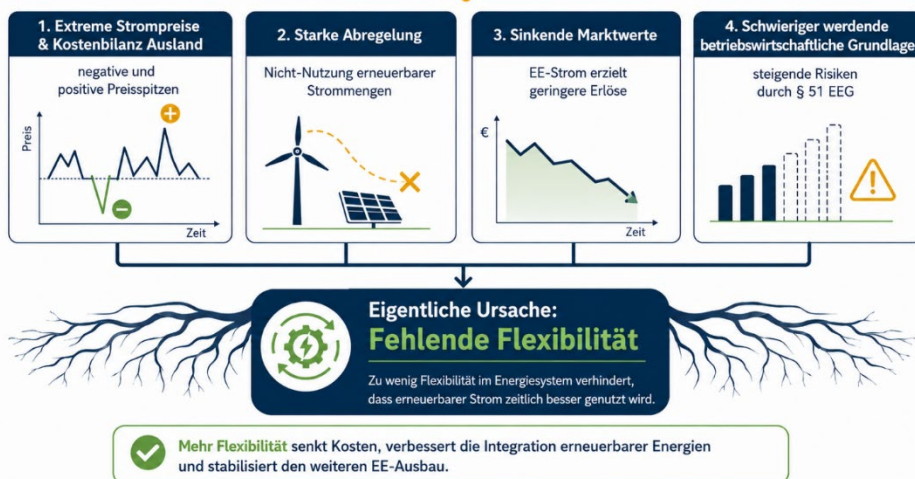 1. Extreme Strompreise
& Kostenbilanz Ausland
negative und
positive Preisspitzen
Preis
Zeit
2. Starke Abregelung
Nicht-Nutzung erneuerbarer
Strommengen
3. Sinkende Marktwerte
EE-Strom erzielt
geringere Erlöse
€
Zeit
4. Schwieriger werdende
betriebswirtschaftliche Grundlage
steigende Risiken
durch § 51 EEG
Eigentliche Ursache:
Fehlende Flexibilität
Zu wenig Flexibilität im Energiesystem verhindert,
dass erneuerbarer Strom zeitlich besser genutzt wird.
Mehr Flexibilität senkt Kosten, verbessert die Integration erneuerbarer Energien
und stabilisiert den weiteren EE-Ausbau.